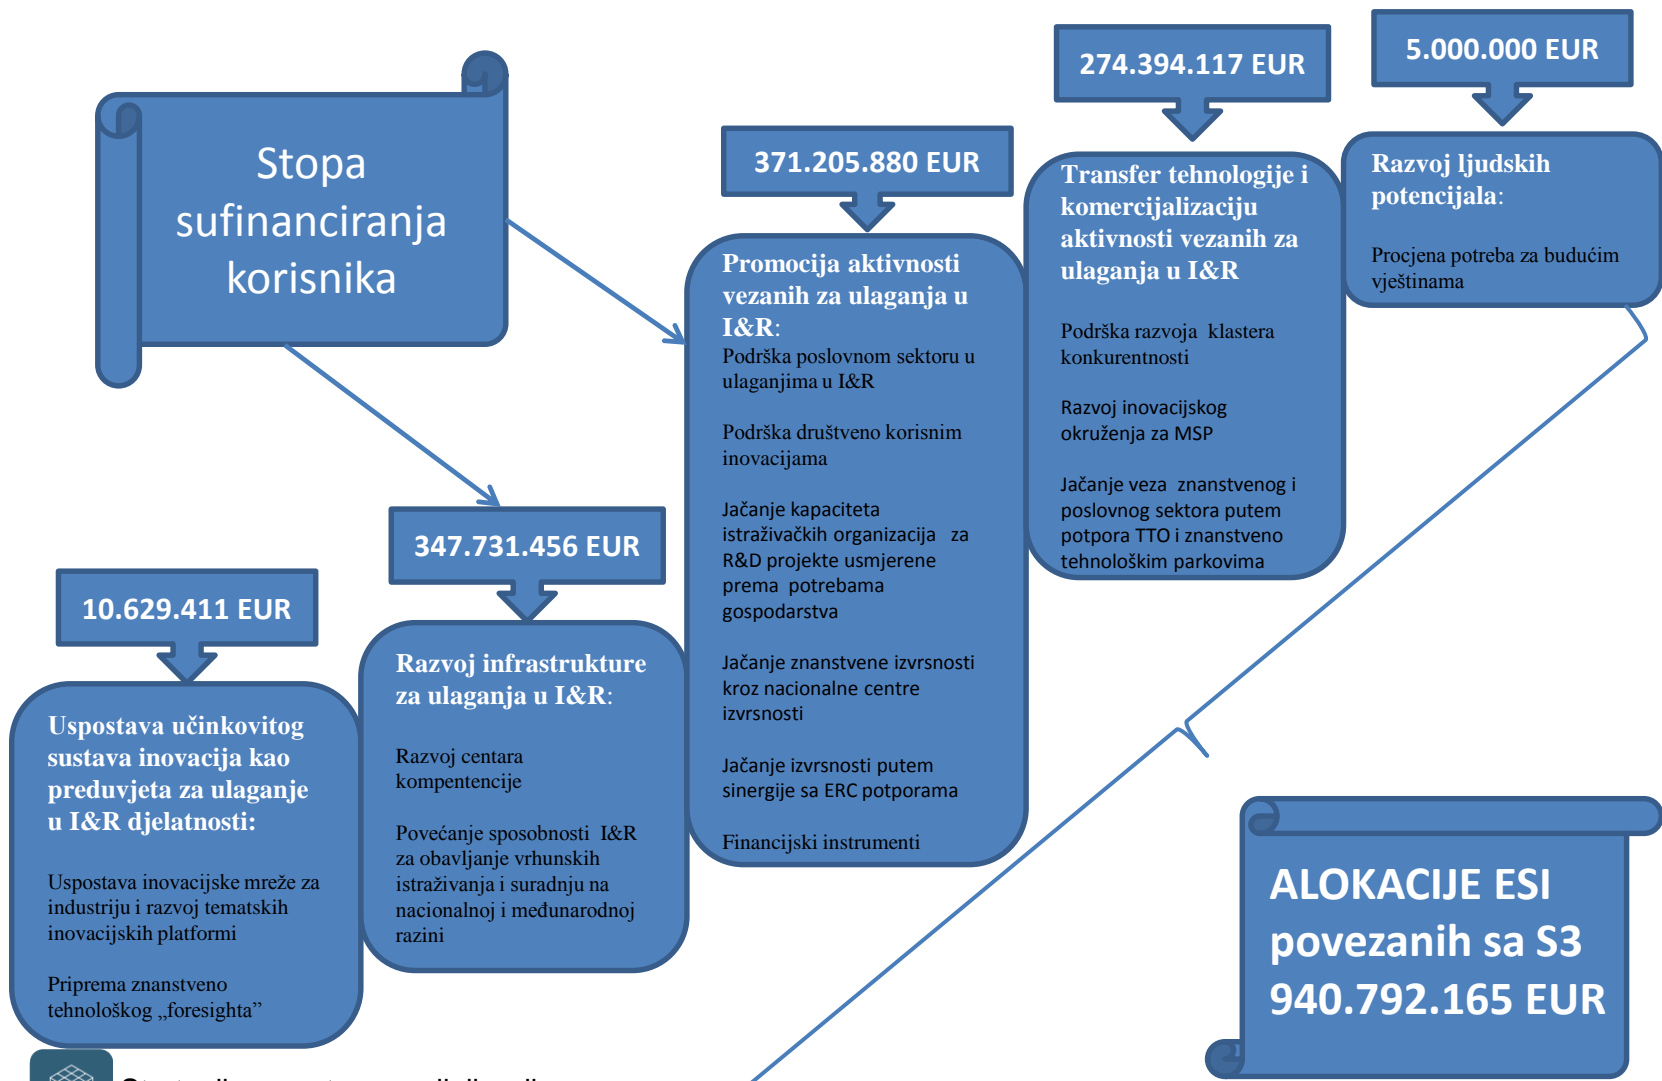 Stopa
sufinanciranja
korisnika
10.629.411 EUR
Uspostava učinkovitog
sustava inovacija kao
preduvjeta za ulaganje
u I&R djelatnosti:
Uspostava inovacijske mreže za
industriju i razvoj tematskih
inovacijskih platformi
Priprema znanstveno
tehnološkog „foresighta”
347.731.456 EUR
Razvoj infrastrukture
za ulaganja u I&R:
Razvoj centara
kompentencije
Povećanje sposobnosti I&R
za obavljanje vrhunskih
istraživanja i suradnju na
nacionalnoj i međunarodnoj
razini
371.205.880 EUR
Promocija aktivnosti
vezanih za ulaganja u
I&R:
Podrška poslovnom sektoru u
ulaganjima u I&R
Podrška društveno korisnim
inovacijama
Jačanje kapaciteta
istraživačkih organizacija za
R&D projekte usmjerene
prema potrebama
gospodarstva
Jačanje znanstvene izvrsnosti
kroz nacionalne centre
izvrsnosti
Jačanje izvrsnosti putem
sinergije sa ERC potporama
Financijski instrumenti
274.394.117 EUR
Transfer tehnologije i
komercijalizaciju
aktivnosti vezanih za
ulaganja u I&R
Podrška razvoja klastera
konkurentnosti
Razvoj inovacijskog
okruženja za MSP
Jačanje veza znanstvenog i
poslovnog sektora putem
potpora TTO i znanstveno
tehnološkim parkovima
5.000.000 EUR
Razvoj ljudskih
potencijala:
Procjena potreba za budućim
vještinama
ALOKACIJE ESI
povezanih sa S3
940.792.165 EUR